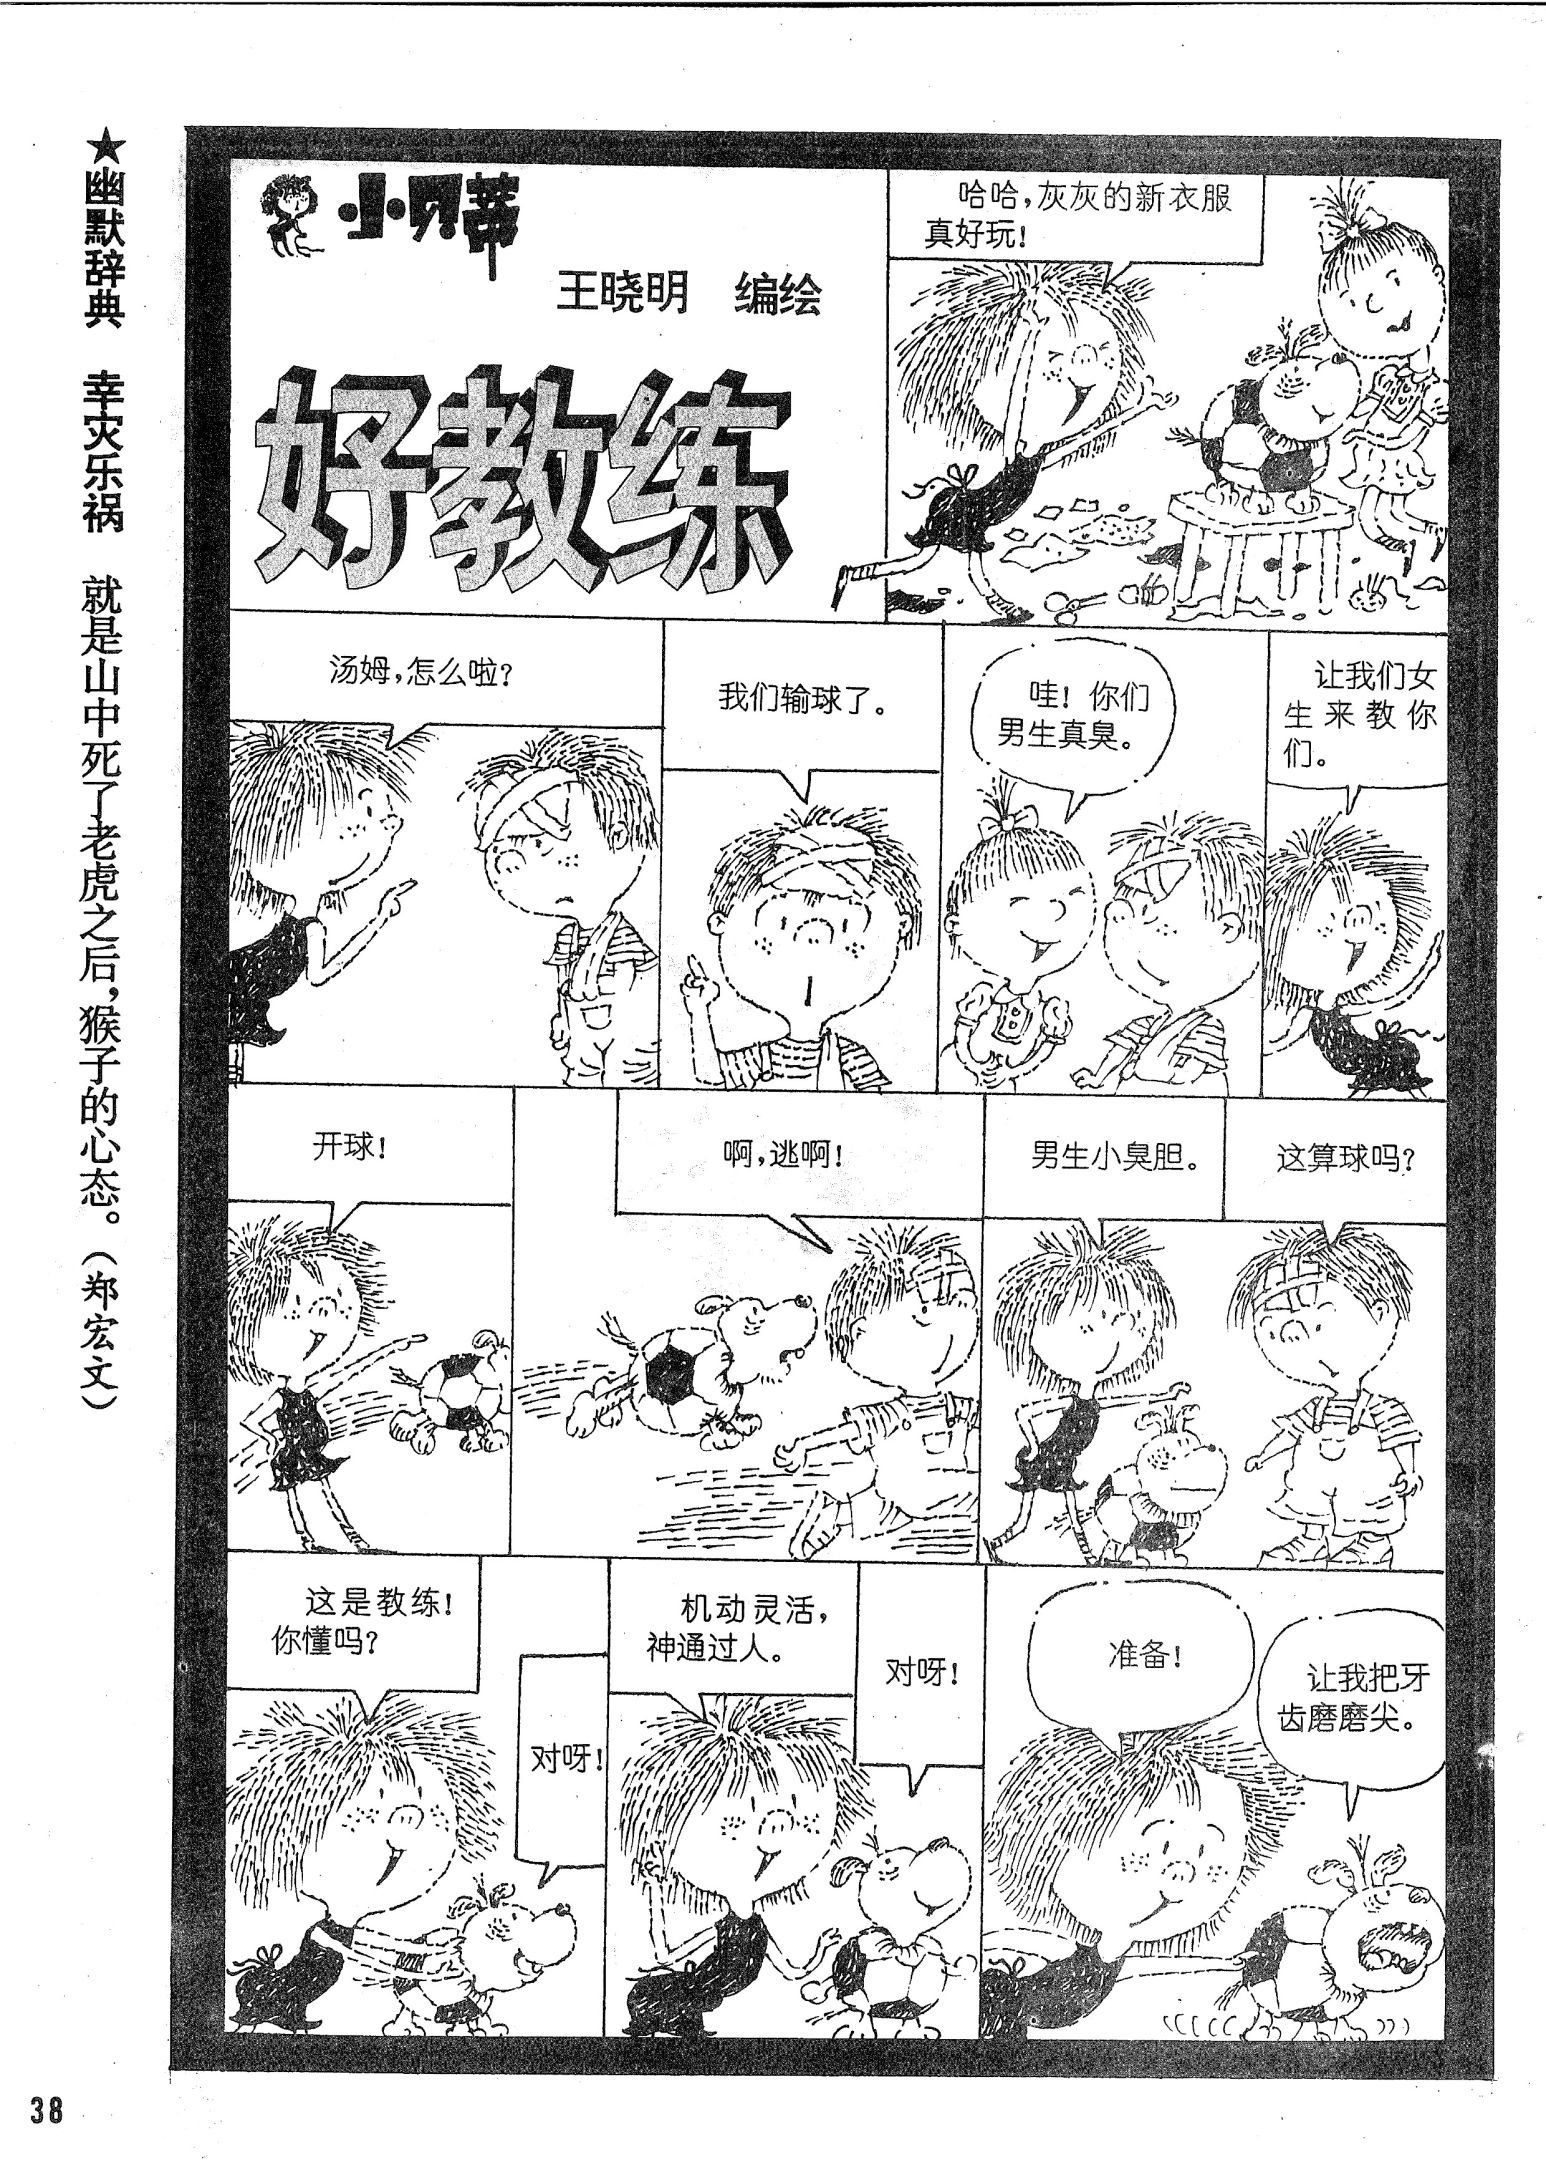 ★幽默辞典 幸灾乐祸 就是山中死了老虎之后，猴子的心态。（郑宏文）
小贝蒂
王晓明 编绘
好教练
哈哈，灰灰的新衣服
真好玩！
汤姆，怎么啦？
我们输球了。
哇！你们
男生真臭。
让我们女
生来教你
们。
开球！
啊，逃啊！
男生小臭胆。
这算球吗？
这是教练！
你懂吗？
对呀！
机动灵活，
神通过人。
对呀！
准备！
让我把牙
齿磨磨尖。
38